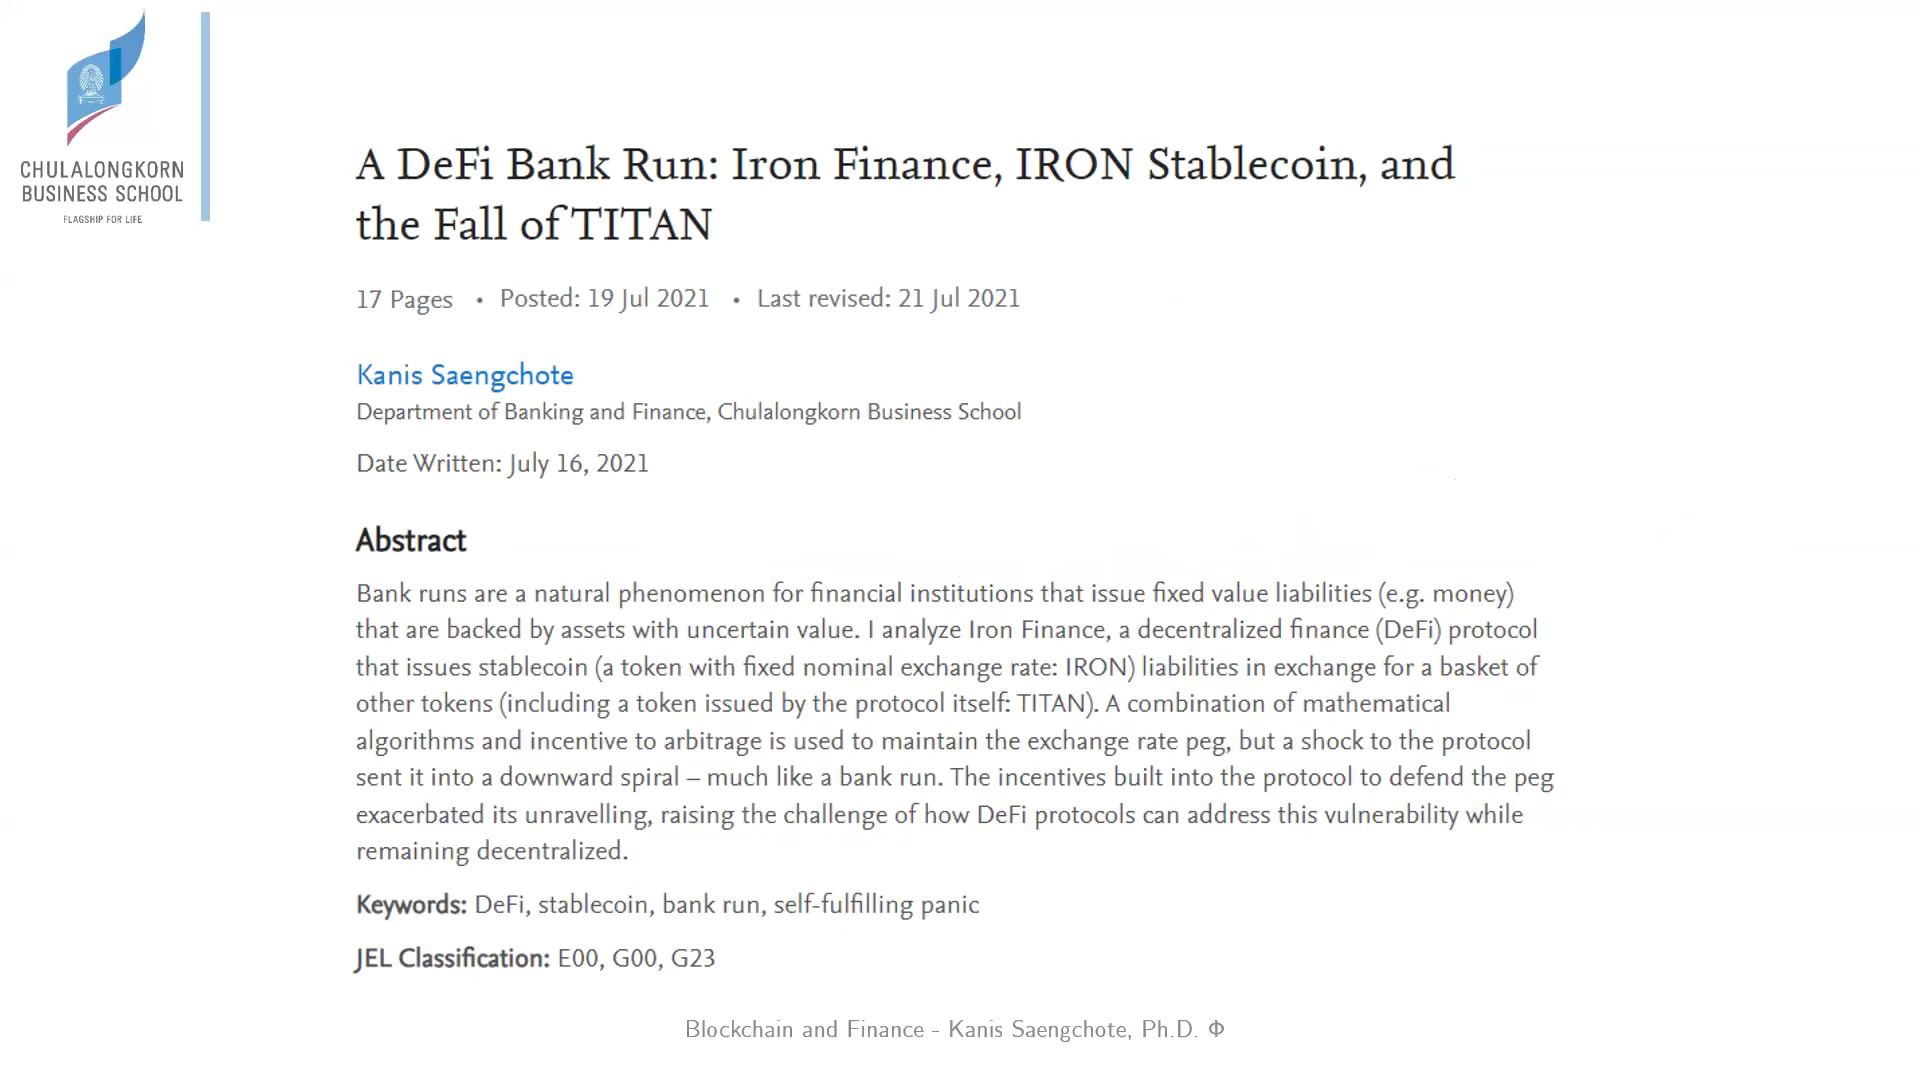 CHULALONGKORN
BUSINESS SCHOOL
FLAGSHIP FOR LIFE
A DeFi Bank Run: Iron Finance, IRON Stablecoin, and
the Fall of TITAN
17 Pages • Posted: 19 Jul 2021 • Last revised: 21 Jul 2021
Kanis Saengchote
Department of Banking and Finance, Chulalongkorn Business School
Date Written: July 16, 2021
Abstract
Bank runs are a natural phenomenon for financial institutions that issue fixed value liabilities (e.g. money)
that are backed by assets with uncertain value. I analyze Iron Finance, a decentralized finance (DeFi) protocol
that issues stablecoin (a token with fixed nominal exchange rate: IRON) liabilities in exchange for a basket of
other tokens (including a token issued by the protocol itself: TITAN). A combination of mathematical
algorithms and incentive to arbitrage is used to maintain the exchange rate peg, but a shock to the protocol
sent it into a downward spiral – much like a bank run. The incentives built into the protocol to defend the peg
exacerbated its unravelling, raising the challenge of how DeFi protocols can address this vulnerability while
remaining decentralized.
Keywords: DeFi, stablecoin, bank run, self-fulfilling panic
JEL Classification: E00, G00, G23
Blockchain and Finance - Kanis Saengchote, Ph.D. Φ